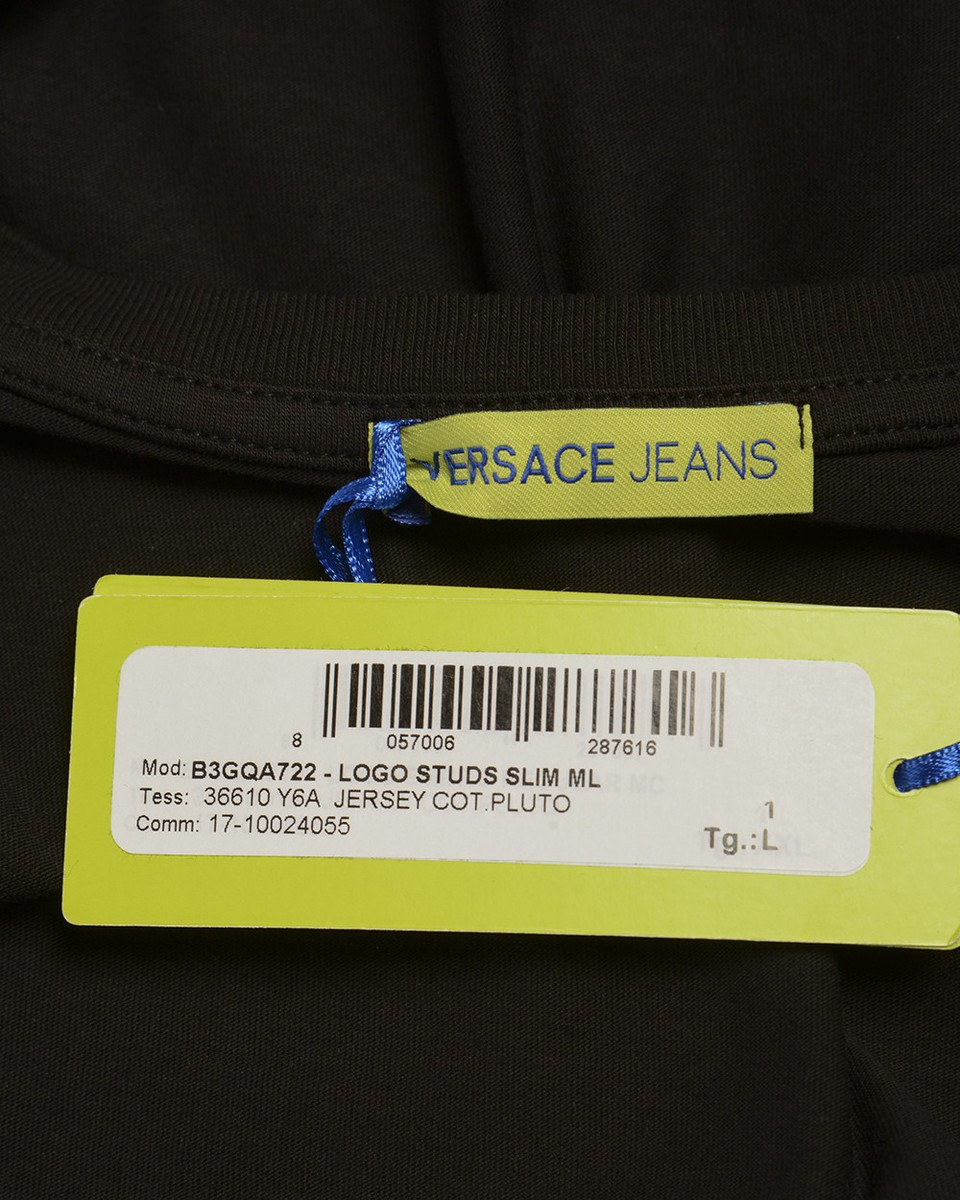 VERSACE JEANS
8 057006 287616
Mod: B3GQA722 - LOGO STUDS SLIM ML
Tess: 36610 Y6A JERSEY COT.PLUTO
Comm: 17-10024055
1
Tg.:L